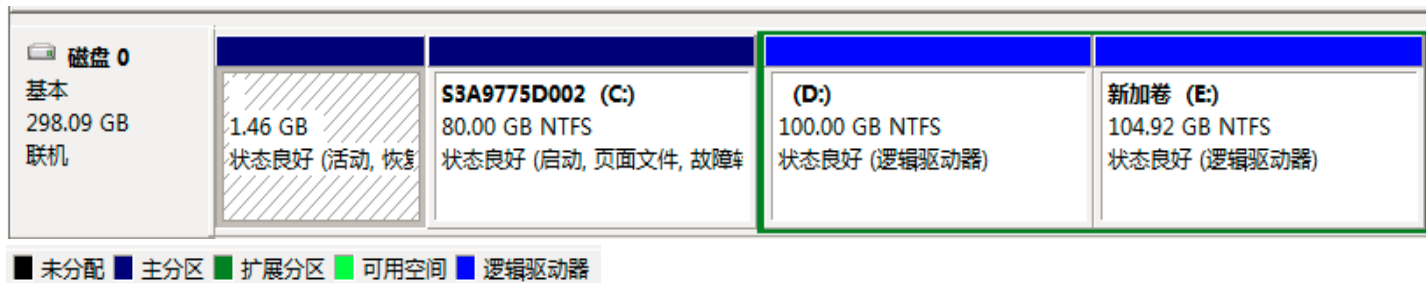 磁盘 0
基本
298.09 GB
联机
1.46 GB
状态良好 (活动, 恢复
S3A9775D002 (C:)
80.00 GB NTFS
状态良好 (启动, 页面文件, 故障转
(D:)
100.00 GB NTFS
状态良好 (逻辑驱动器)
新加卷 (E:)
104.92 GB NTFS
状态良好 (逻辑驱动器)
未分配 主分区 扩展分区 可用空间 逻辑驱动器